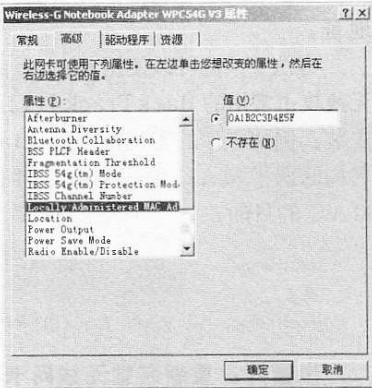 Wireless-G Notebook Adapter WPC54G V3 属性
常规 高级 驱动程序 资源
此网卡可使用下列属性。在左边单击您想改变的属性，然后在
右边选择它的值。
属性(P): 值(V):
Afterburner
Antenna Diversity
Bluetooth Collaboration
BSS PLCP Header
Fragmentation Threshold
IBSS 54g(tm) Mode
IBSS 54g(tm) Protection Mod
IBSS Channel Number
Locally Administered MAC Ad
Location
Power Output
Power Save Mode
Radio Enable/Disable
0A1B2C3D4E5F
不存在(N)
确定 取消